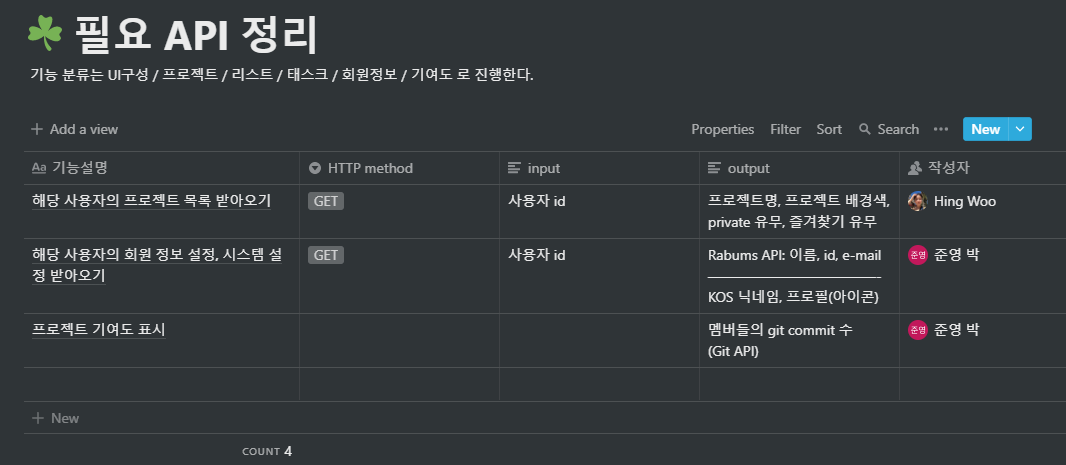 필요 API 정리
기능 분류는 UI구성 / 프로젝트 / 리스트 / 태스크 / 회원정보 / 기여도 로 진행한다.
Add a view
Properties Filter Sort Search New
Aa 기능설명 HTTP method input output 작성자
해당 사용자의 프로젝트 목록 받아오기 GET 사용자 id 프로젝트명, 프로젝트 배경색, Hing Woo
private 유무, 즐겨찾기 유무
해당 사용자의 회원 정보 설정, 시스템 설 GET 사용자 id Rabums API: 이름, id, e-mail 준영 준영 박
정 받아오기
KOS 닉네임, 프로필(아이콘)
프로젝트 기여도 표시 멤버들의 git commit 수 준영 준영 박
(Git API)
New
COUNT 4